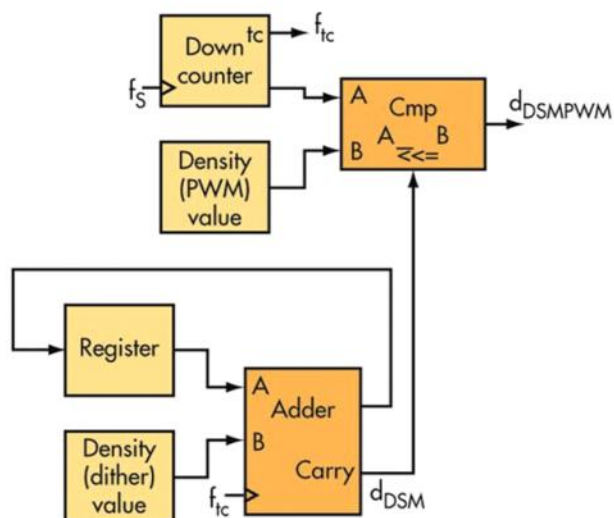 tc
f_tc
Down
counter
f_S
A
Cmp
A B
<<=
B
d_DSMPWM
Density
(PWM)
value
Register
A
Adder
B
Carry
Density
(dither)
value
f_tc
d_DSM